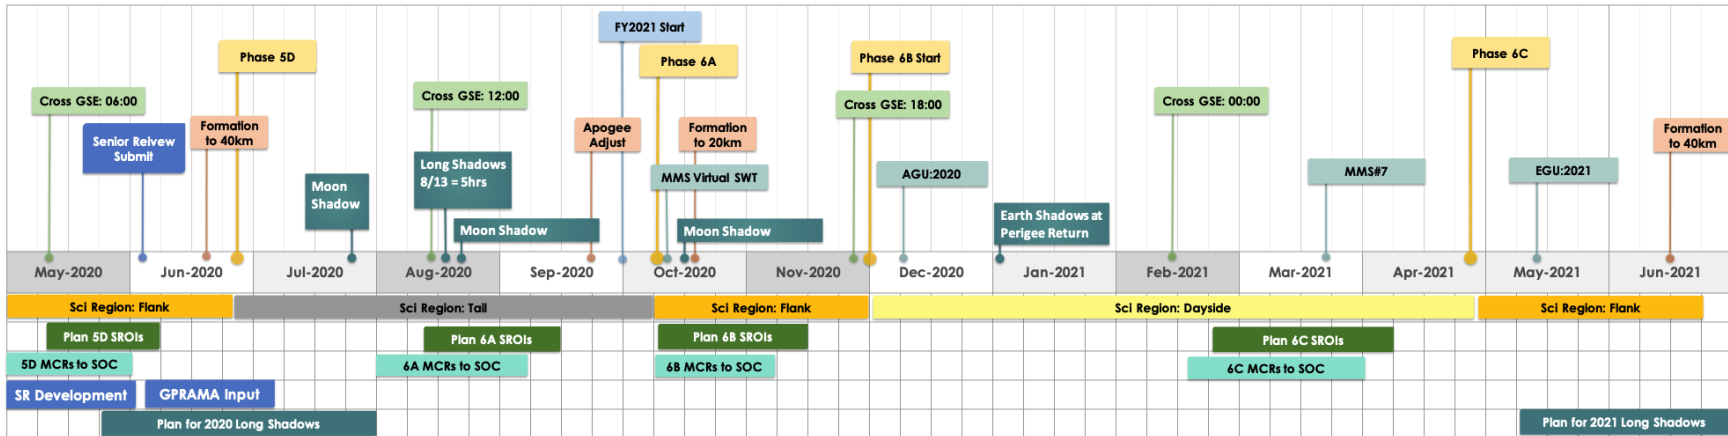 FY2021 Start
Phase 5D
Phase 6A
Phase 6B Start
Phase 6C
Cross GSE: 06:00
Cross GSE: 12:00
Cross GSE: 18:00
Cross GSE: 00:00
Senior Reivew
Submit
Formation
to 40km
Apogee
Adjust
Formation
to 20km
Formation
to 40km
Moon
Shadow
Long Shadows
8/13 = 5hrs
MMS Virtual SWT
AGU:2020
MMS#7
EGU:2021
Moon Shadow
Moon Shadow
Earth Shadows at
Perigee Return
May-2020
Jun-2020
Jul-2020
Aug-2020
Sep-2020
Oct-2020
Nov-2020
Dec-2020
Jan-2021
Feb-2021
Mar-2021
Apr-2021
May-2021
Jun-2021
Sci Region: Flank
Sci Region: Tail
Sci Region: Flank
Sci Region: Dayside
Sci Region: Flank
Plan 5D SROIs
Plan 6A SROIs
Plan 6B SROIs
Plan 6C SROIs
5D MCRs to SOC
6A MCRs to SOC
6B MCRs to SOC
6C MCRs to SOC
SR Development
GPRAMA Input
Plan for 2020 Long Shadows
Plan for 2021 Long Shadows